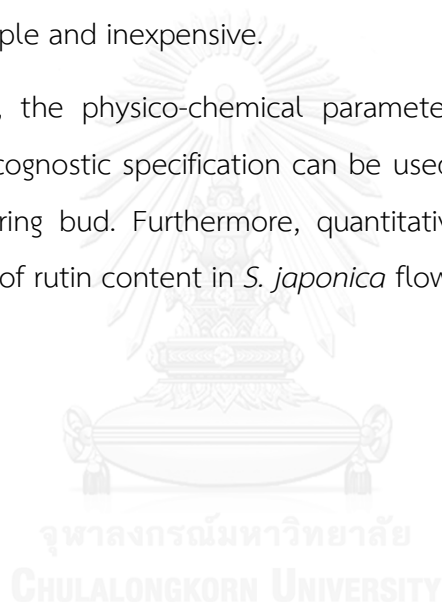 ple and inexpensive.
, the physico-chemical paramete
cognostic specification can be used
ring bud. Furthermore, quantitativ
of rutin content in S. japonica flow
จุฬาลงกรณ์มหาวิทยาลัย
CHULALONGKORN UNIVERSITY